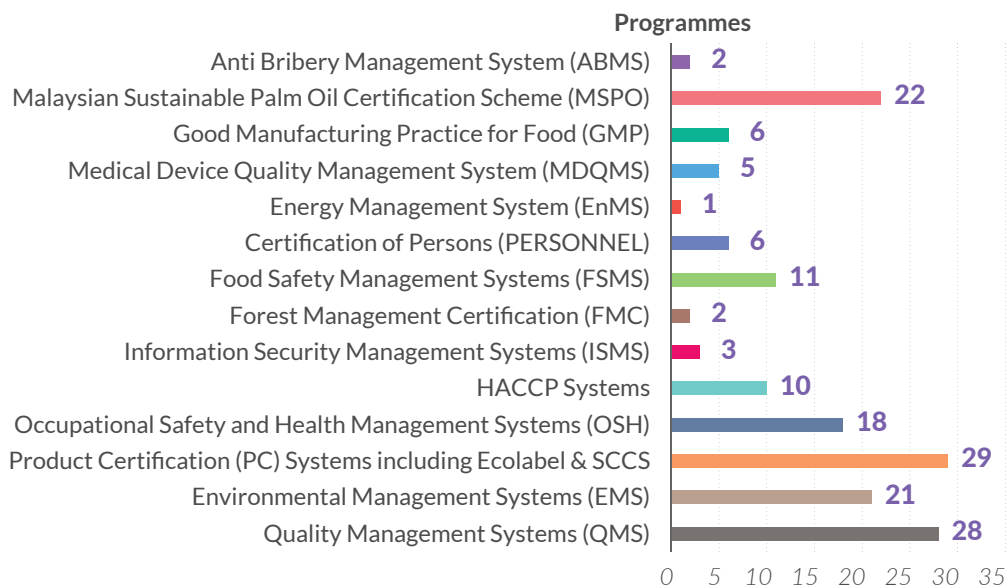 Programmes
Anti Bribery Management System (ABMS) 2
Malaysian Sustainable Palm Oil Certification Scheme (MSPO) 22
Good Manufacturing Practice for Food (GMP) 6
Medical Device Quality Management System (MDQMS) 5
Energy Management System (EnMS) 1
Certification of Persons (PERSONNEL) 6
Food Safety Management Systems (FSMS) 11
Forest Management Certification (FMC) 2
Information Security Management Systems (ISMS) 3
HACCP Systems 10
Occupational Safety and Health Management Systems (OSH) 18
Product Certification (PC) Systems including Ecolabel & SCCS 29
Environmental Management Systems (EMS) 21
Quality Management Systems (QMS) 28
0 5 10 15 20 25 30 35